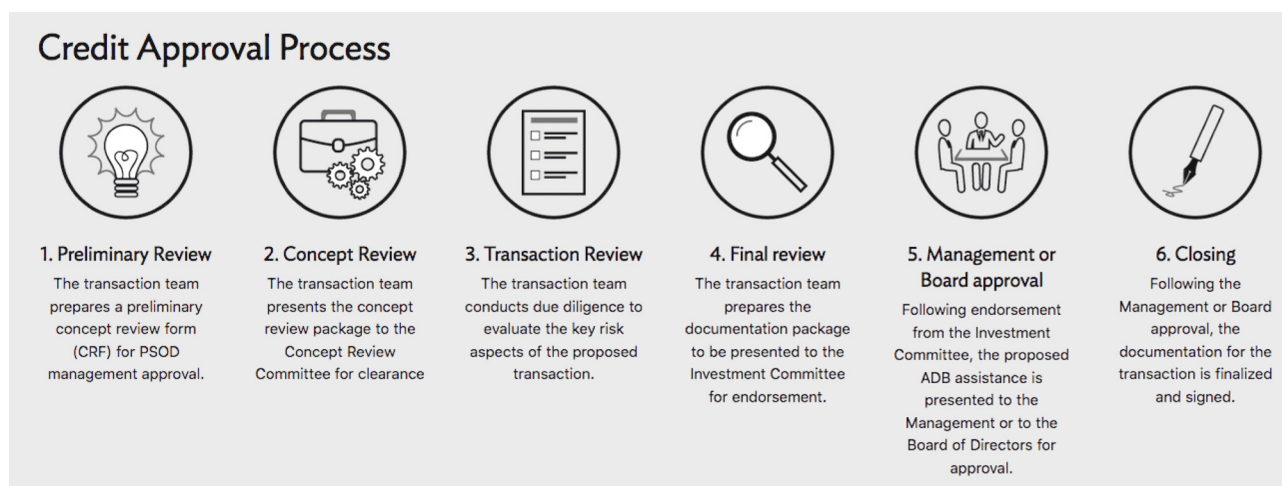 Credit Approval Process
1. Preliminary Review
The transaction team
prepares a preliminary
concept review form
(CRF) for PSOD
management approval.
2. Concept Review
The transaction team
presents the concept
review package to the
Concept Review
Committee for clearance
3. Transaction Review
The transaction team
conducts due diligence to
evaluate the key risk
aspects of the proposed
transaction.
4. Final review
The transaction team
prepares the
documentation package
to be presented to the
Investment Committee
for endorsement.
5. Management or
Board approval
Following endorsement
from the Investment
Committee, the proposed
ADB assistance is
presented to the
Management or to the
Board of Directors for
approval.
6. Closing
Following the
Management or Board
approval, the
documentation for the
transaction is finalized
and signed.